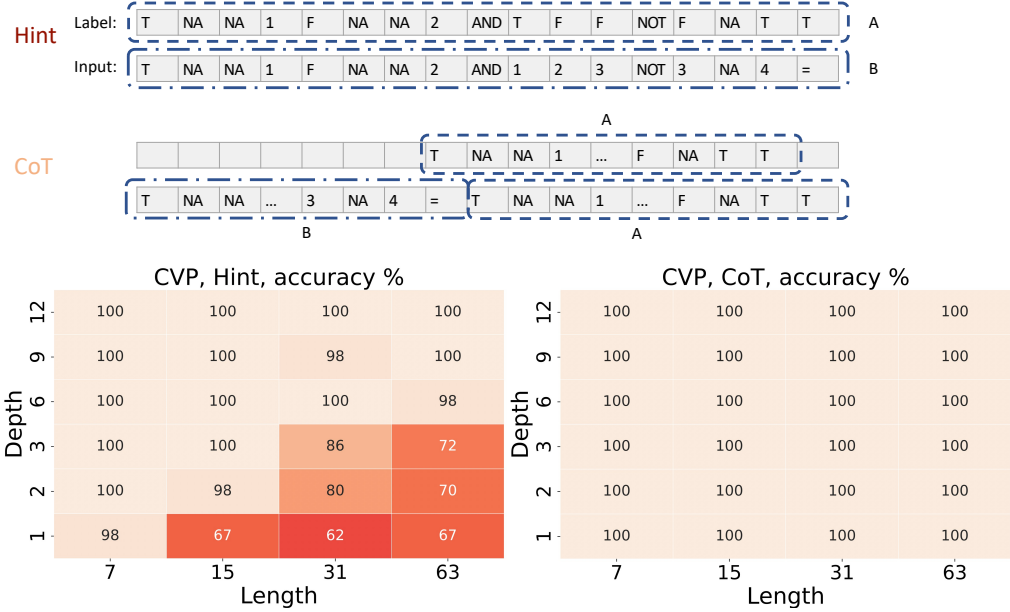 Hint
Label: T NA NA 1 F NA NA 2 AND T F F NOT F NA T T A
Input: T NA NA 1 F NA NA 2 AND 1 2 3 NOT 3 NA 4 = B
A
CoT
T NA NA 1 ... F NA T T
T NA NA ... 3 NA 4 = T NA NA 1 ... F NA T T
B A
CVP, Hint, accuracy %
Depth
12 100 100 100 100
9 100 100 98 100
6 100 100 100 98
3 100 100 86 72
2 100 98 80 70
1 98 67 62 67
7 15 31 63
Length
CVP, CoT, accuracy %
Depth
12 100 100 100 100
9 100 100 100 100
6 100 100 100 100
3 100 100 100 100
2 100 100 100 100
1 100 100 100 100
7 15 31 63
Length